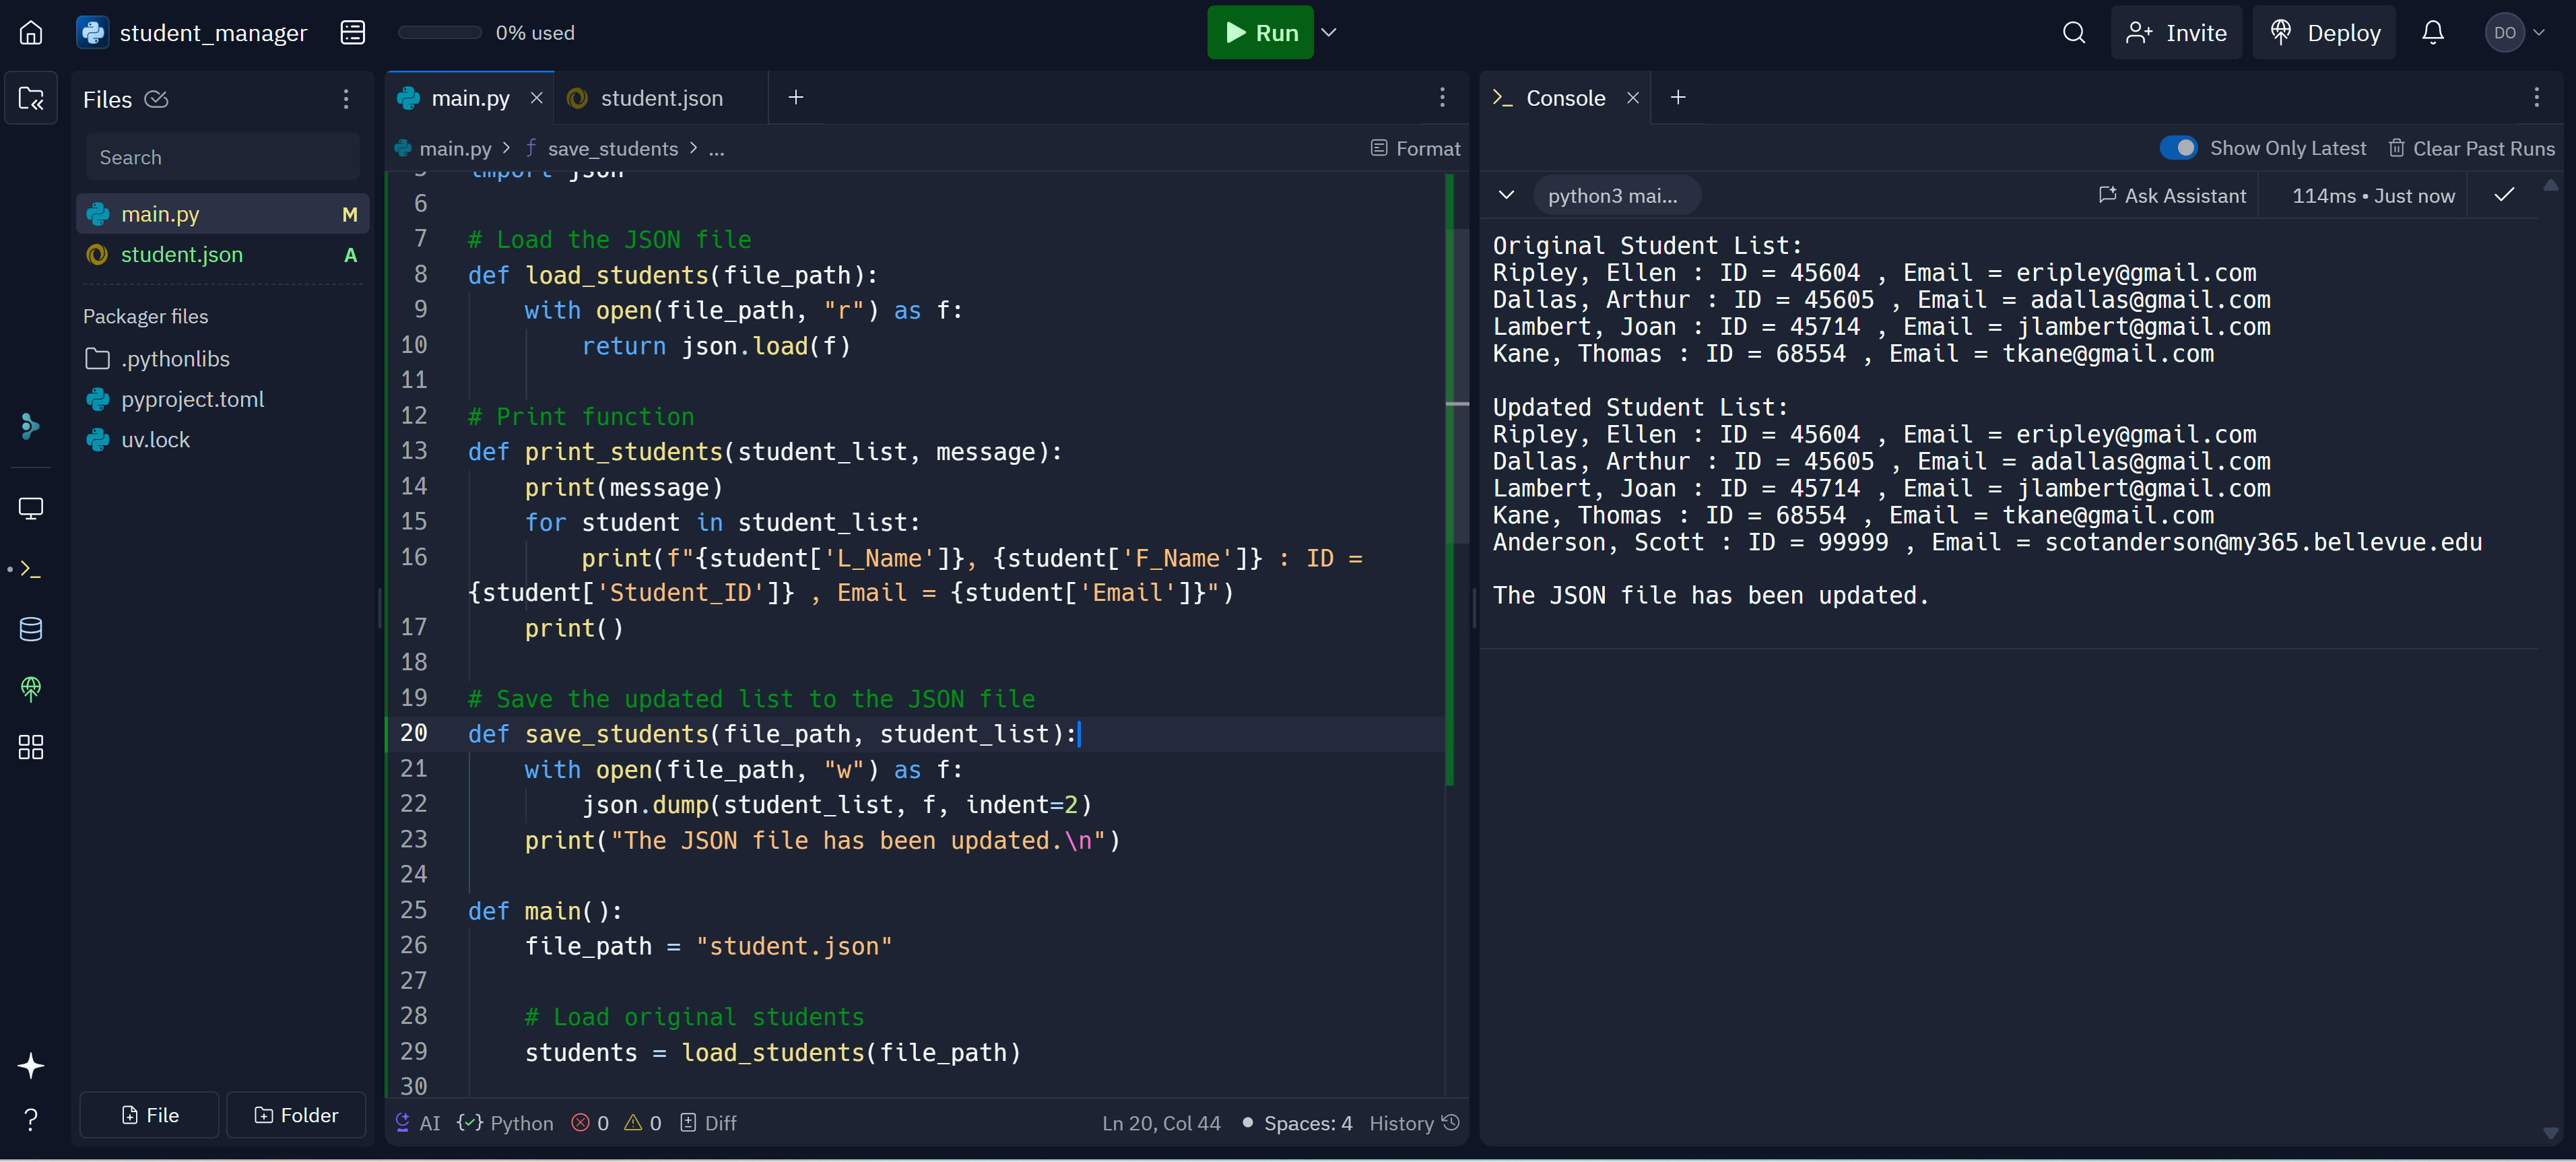 student_manager
0% used
Run
Invite
Deploy
DO
Files
Search
main.py M
student.json A
Packager files
.pythonlibs
pyproject.toml
uv.lock
File
Folder
main.py
student.json
main.py > f save_students > ...
Format
5 import json
6
7 # Load the JSON file
8 def load_students(file_path):
9     with open(file_path, "r") as f:
10         return json.load(f)
11
12 # Print function
13 def print_students(student_list, message):
14     print(message)
15     for student in student_list:
16         print(f"{student['L_Name']}, {student['F_Name']} : ID =
{student['Student_ID']} , Email = {student['Email']}")
17     print()
18
19 # Save the updated list to the JSON file
20 def save_students(file_path, student_list):
21     with open(file_path, "w") as f:
22         json.dump(student_list, f, indent=2)
23     print("The JSON file has been updated.\n")
24
25 def main():
26     file_path = "student.json"
27
28     # Load original students
29     students = load_students(file_path)
30
AI
Python
0
0
Diff
Ln 20, Col 44
Spaces: 4
History
Console
Show Only Latest
Clear Past Runs
python3 mai...
Ask Assistant
114ms • Just now
Original Student List:
Ripley, Ellen : ID = 45604 , Email = eripley@gmail.com
Dallas, Arthur : ID = 45605 , Email = adallas@gmail.com
Lambert, Joan : ID = 45714 , Email = jlambert@gmail.com
Kane, Thomas : ID = 68554 , Email = tkane@gmail.com
Updated Student List:
Ripley, Ellen : ID = 45604 , Email = eripley@gmail.com
Dallas, Arthur : ID = 45605 , Email = adallas@gmail.com
Lambert, Joan : ID = 45714 , Email = jlambert@gmail.com
Kane, Thomas : ID = 68554 , Email = tkane@gmail.com
Anderson, Scott : ID = 99999 , Email = scotanderson@my365.bellevue.edu
The JSON file has been updated.